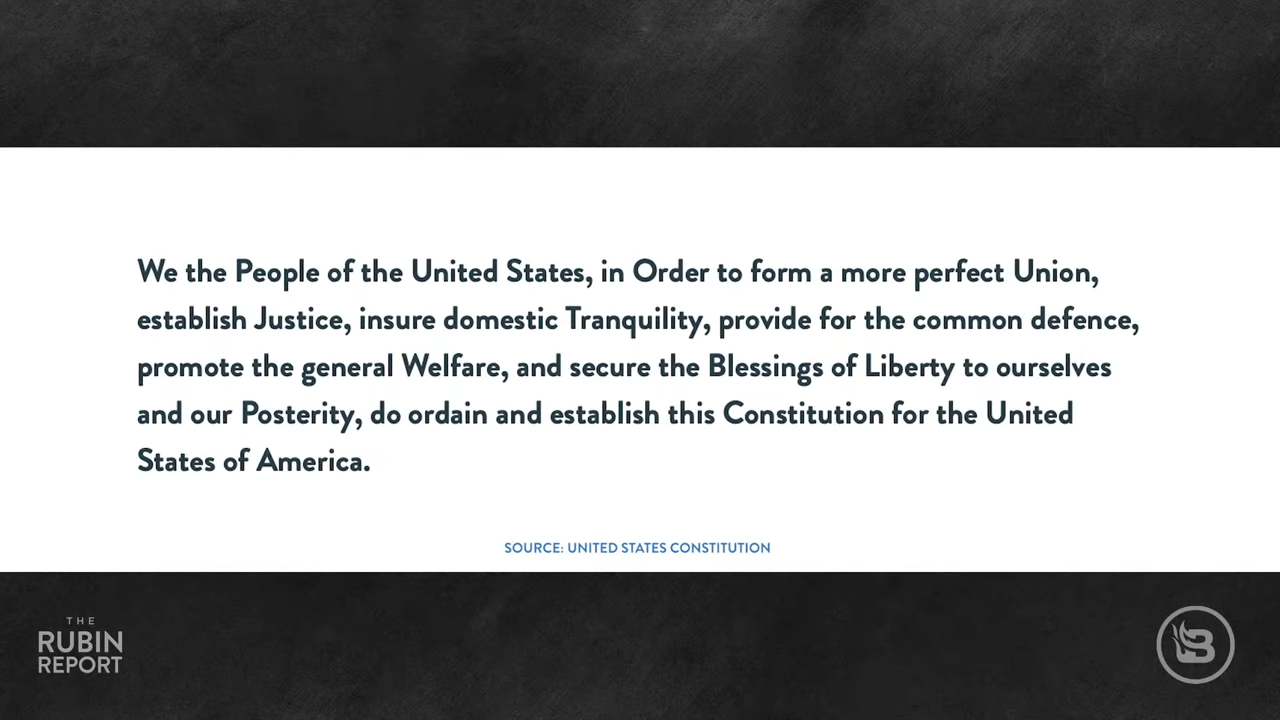 We the People of the United States, in Order to form a more perfect Union,
establish Justice, insure domestic Tranquility, provide for the common defence,
promote the general Welfare, and secure the Blessings of Liberty to ourselves
and our Posterity, do ordain and establish this Constitution for the United
States of America.
SOURCE: UNITED STATES CONSTITUTION
THE
RUBIN
REPORT
B